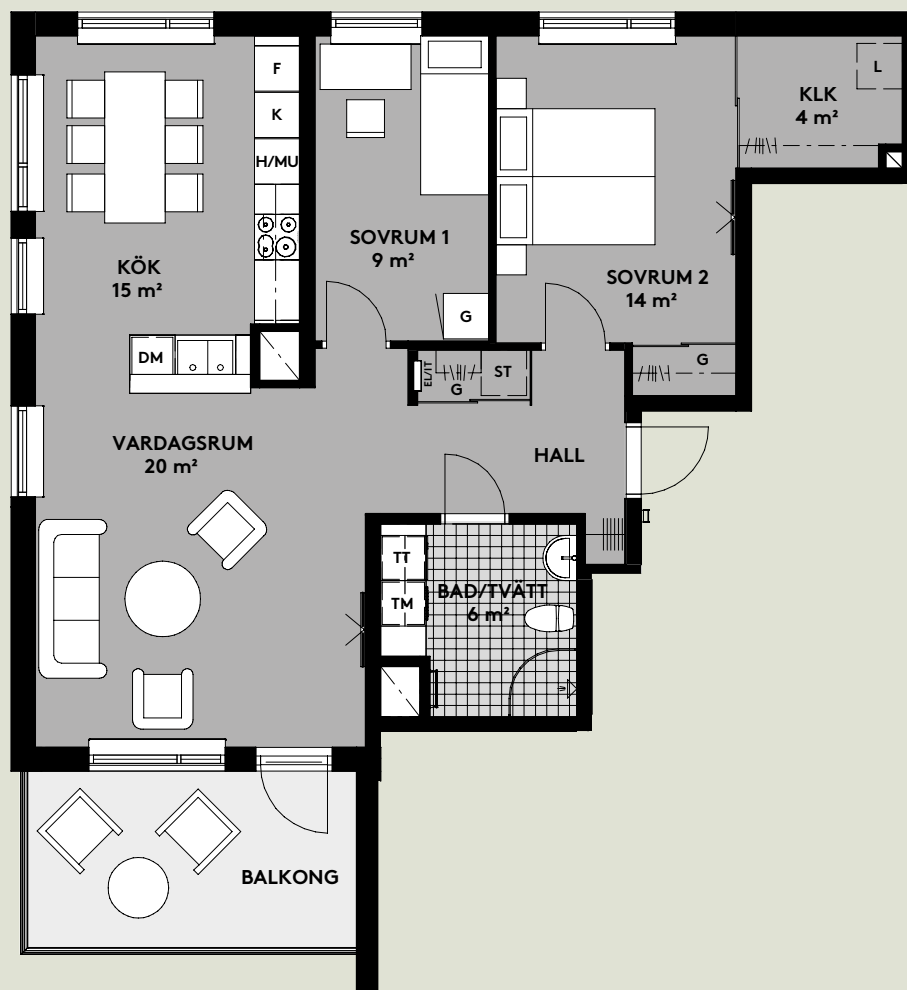 F
K
H/MU
L
KLK
4 m²
SOVRUM 1
9 m²
KÖK
15 m²
SOVRUM 2
14 m²
G
DM
EL/IT
G
ST
G
VARDAGSRUM
20 m²
HALL
TT
TM
BAD/TVÄTT
6 m²
BALKONG